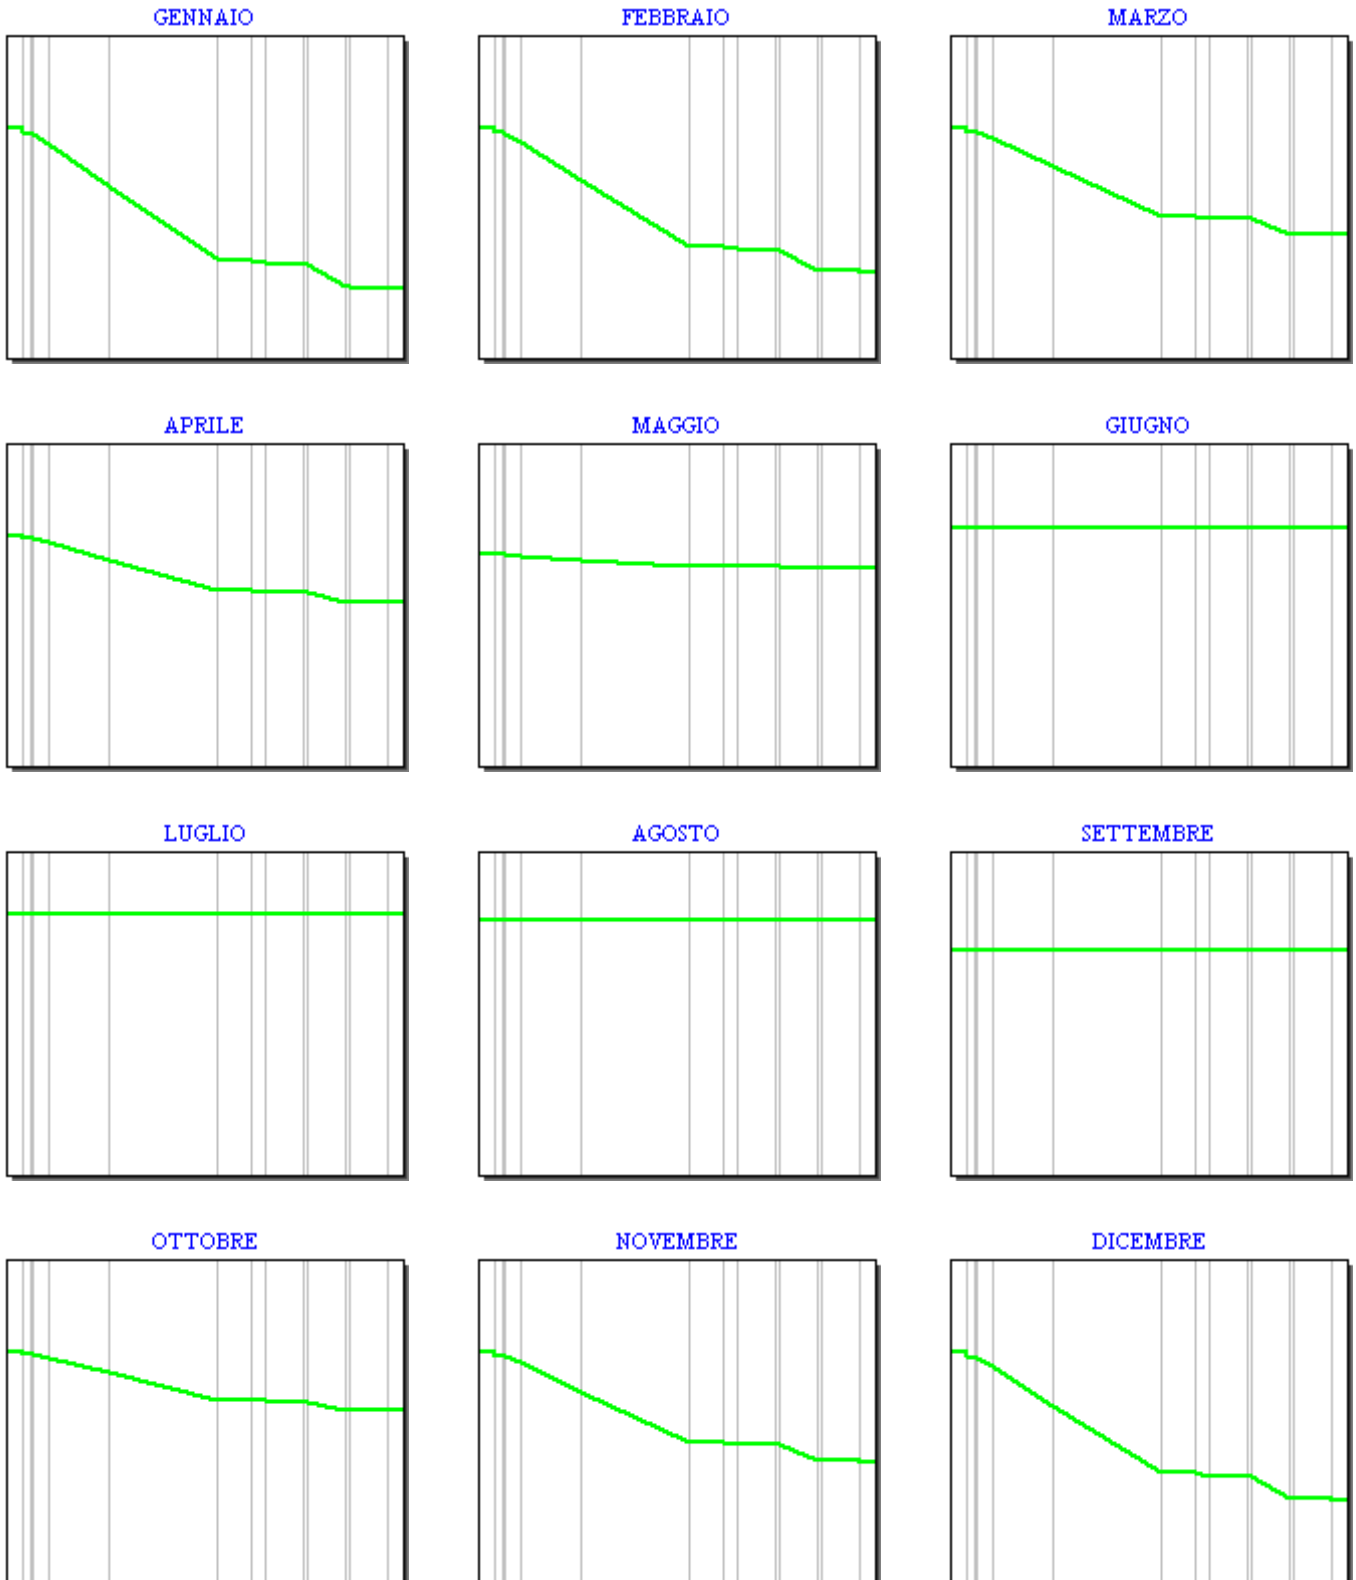 GENNAIO
FEBBRAIO
MARZO
APRILE
MAGGIO
GIUGNO
LUGLIO
AGOSTO
SETTEMBRE
OTTOBRE
NOVEMBRE
DICEMBRE